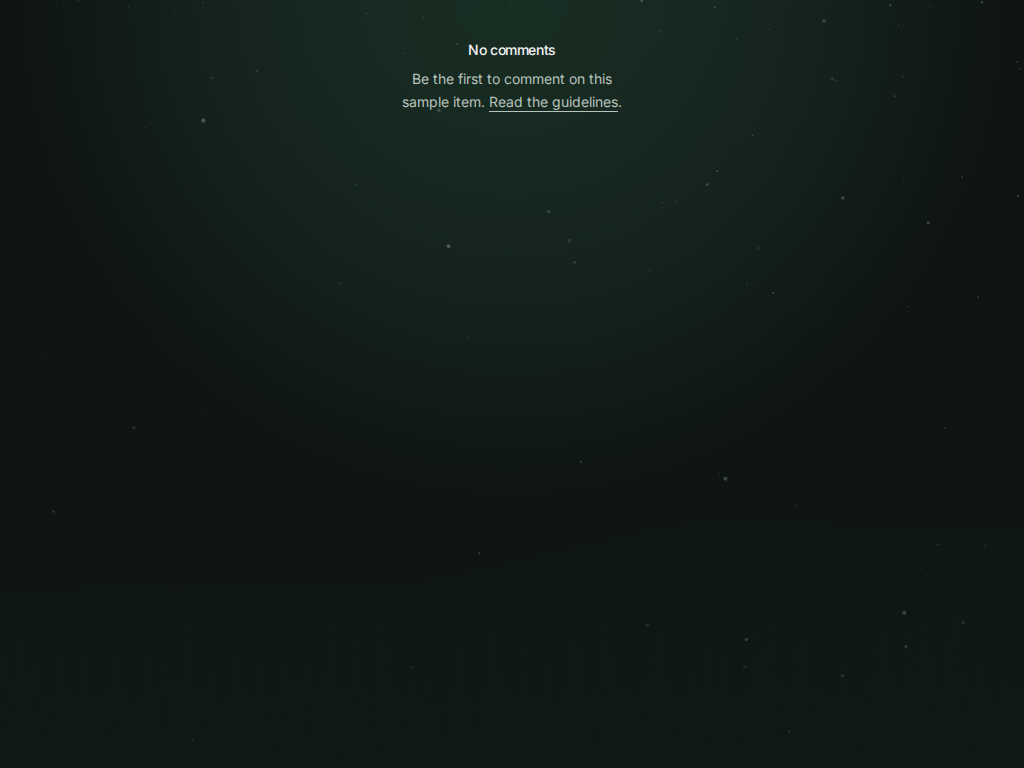 No comments
Be the first to comment on this
sample item. Read the guidelines.